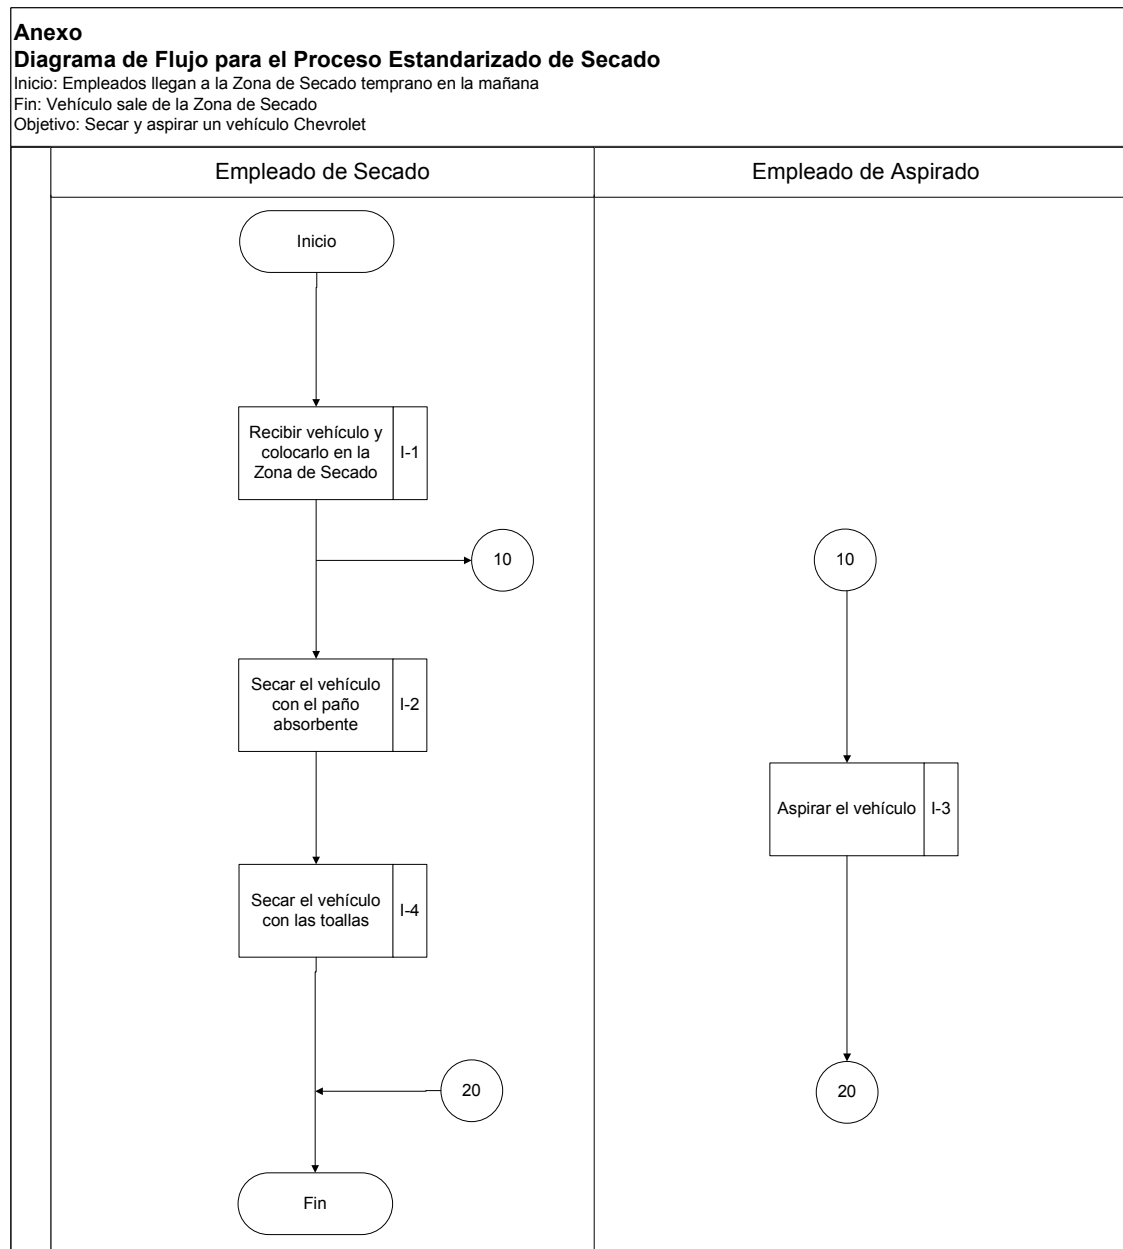 Anexo
Diagrama de Flujo para el Proceso Estandarizado de Secado
Inicio: Empleados llegan a la Zona de Secado temprano en la mañana
Fin: Vehículo sale de la Zona de Secado
Objetivo: Secar y aspirar un vehículo Chevrolet
Empleado de Secado
Empleado de Aspirado
Inicio
Recibir vehículo y
colocarlo en la
Zona de Secado
I-1
10
10
Secar el vehículo
con el paño
absorbente
I-2
Aspirar el vehículo
I-3
Secar el vehículo
con las toallas
I-4
20
20
Fin